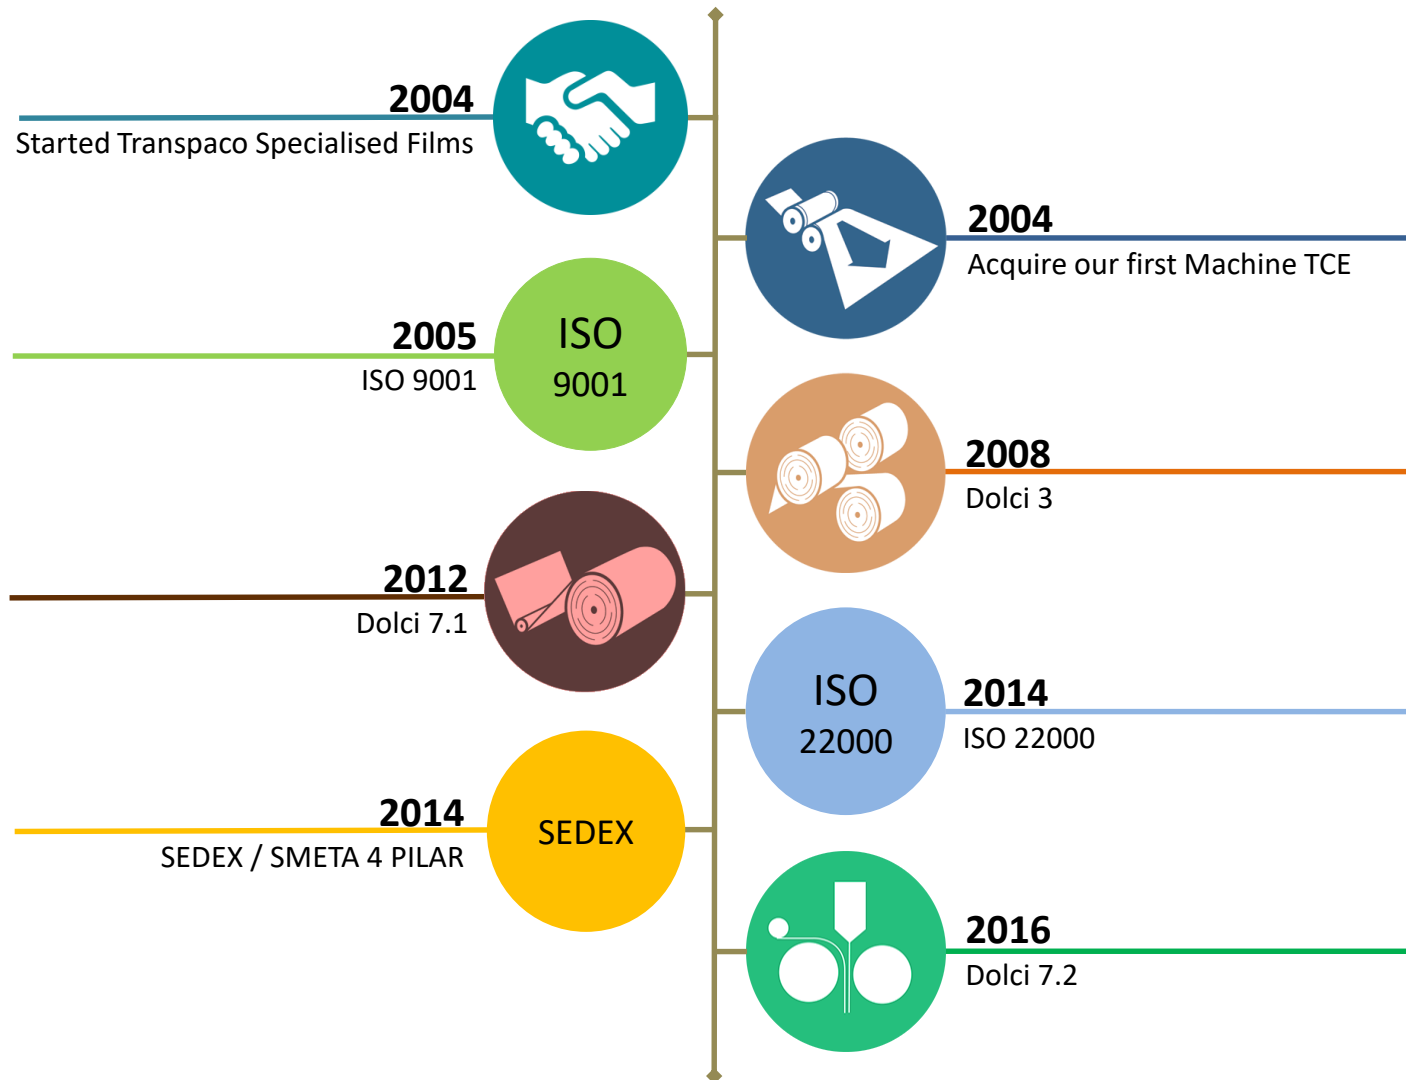 2004
Started Transpaco Specialised Films
2004
Acquire our first Machine TCE
2005
ISO 9001
ISO
9001
2008
Dolci 3
2012
Dolci 7.1
ISO
22000
2014
ISO 22000
2014
SEDEX / SMETA 4 PILAR
SEDEX
2016
Dolci 7.2